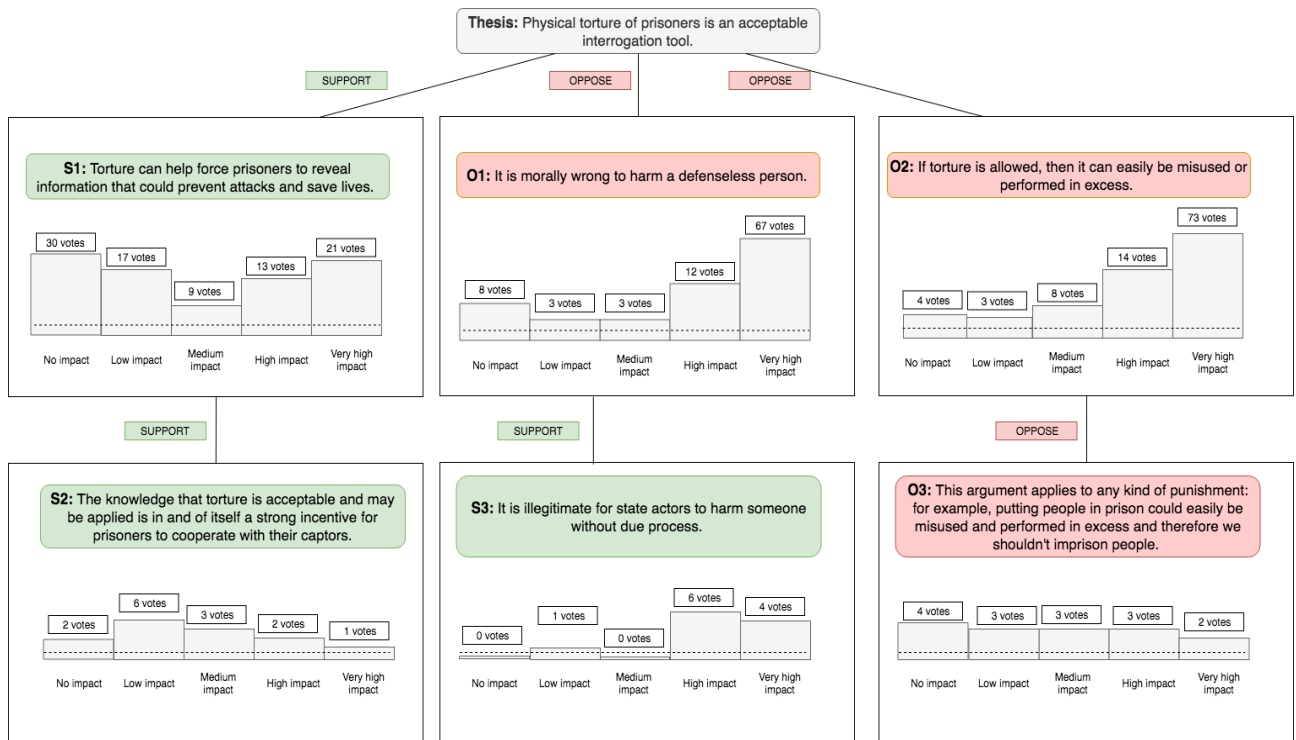 Thesis: Physical torture of prisoners is an acceptable
interrogation tool.
SUPPORT
OPPOSE
OPPOSE
S1: Torture can help force prisoners to reveal
information that could prevent attacks and save lives.
30 votes
17 votes
9 votes
13 votes
21 votes
No impact
Low impact
Medium
impact
High impact
Very high
impact
O1: It is morally wrong to harm a defenseless person.
8 votes
3 votes
3 votes
12 votes
67 votes
No impact
Low impact
Medium
impact
High impact
Very high
impact
O2: If torture is allowed, then it can easily be misused or
performed in excess.
4 votes
3 votes
8 votes
14 votes
73 votes
No impact
Low impact
Medium
impact
High impact
Very high
impact
SUPPORT
SUPPORT
OPPOSE
S2: The knowledge that torture is acceptable and may
be applied is in and of itself a strong incentive for
prisoners to cooperate with their captors.
2 votes
6 votes
3 votes
2 votes
1 votes
No impact
Low impact
Medium
impact
High impact
Very high
impact
S3: It is illegitimate for state actors to harm someone
without due process.
0 votes
1 votes
0 votes
6 votes
4 votes
No impact
Low impact
Medium
impact
High impact
Very high
impact
O3: This argument applies to any kind of punishment:
for example, putting people in prison could easily be
misused and performed in excess and therefore we
shouldn't imprison people.
4 votes
3 votes
3 votes
3 votes
2 votes
No impact
Low impact
Medium
impact
High impact
Very high
impact